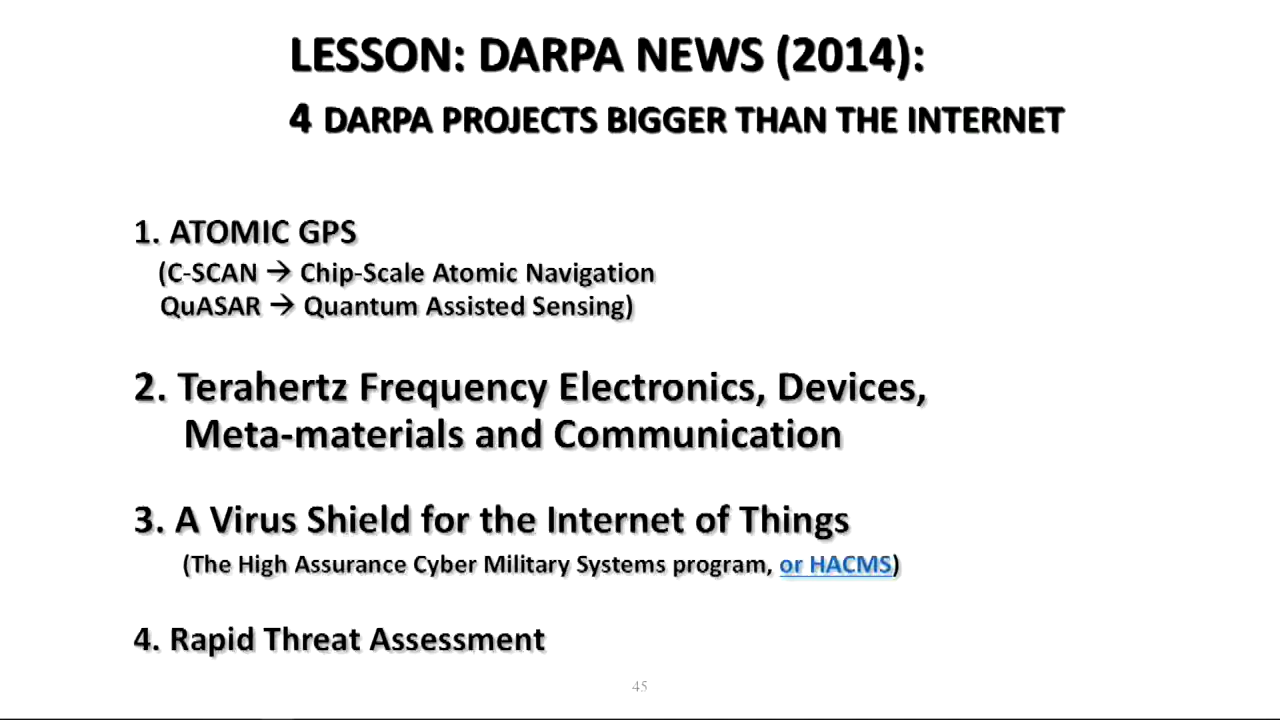 LESSON: DARPA NEWS (2014):
4 DARPA PROJECTS BIGGER THAN THE INTERNET
1. ATOMIC GPS
(C-SCAN → Chip-Scale Atomic Navigation
QuASAR → Quantum Assisted Sensing)
2. Terahertz Frequency Electronics, Devices,
Meta-materials and Communication
3. A Virus Shield for the Internet of Things
(The High Assurance Cyber Military Systems program, or HACMS)
4. Rapid Threat Assessment
45